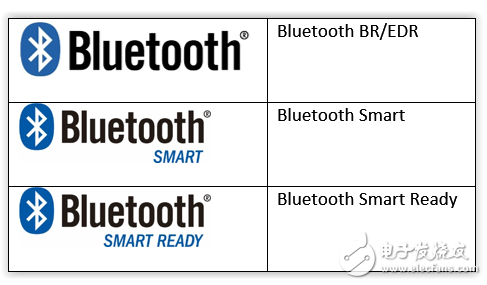 Bluetooth®
Bluetooth BR/EDR
Bluetooth®
SMART
Bluetooth Smart
Bluetooth®
SMART READY
Bluetooth Smart Ready
电子发烧友
www.elecfans.com